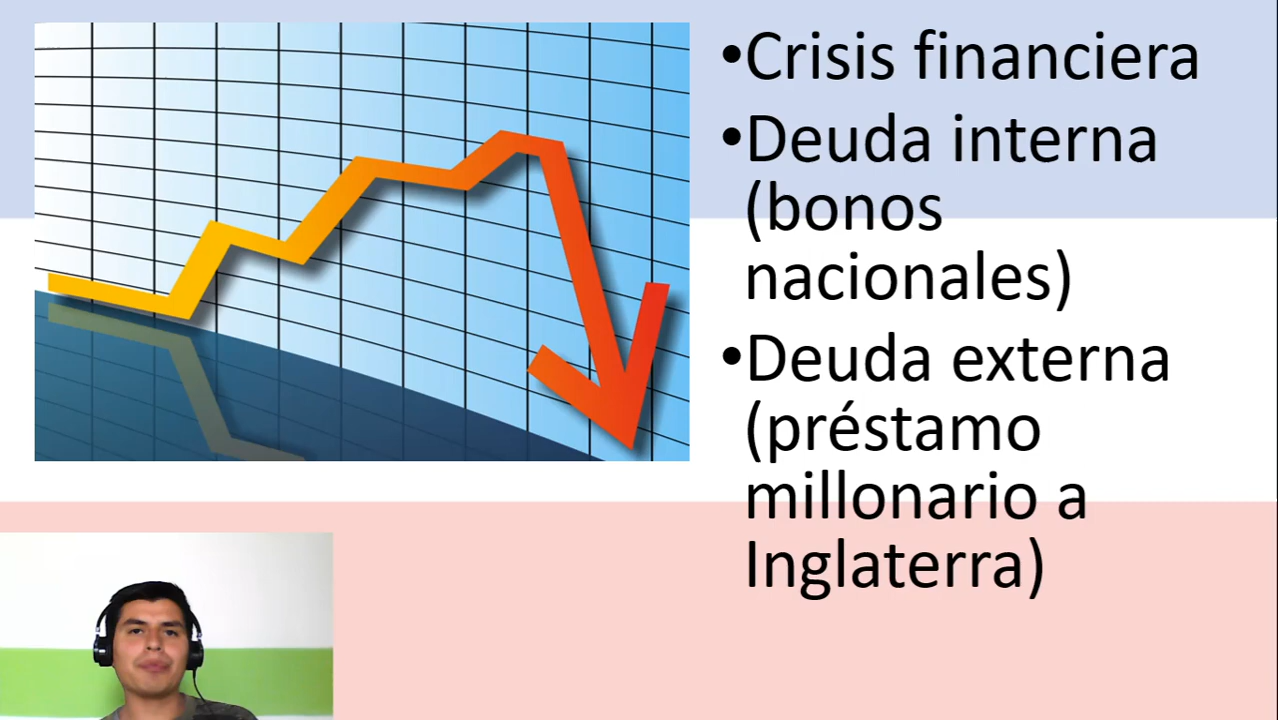 •Crisis financiera
•Deuda interna
(bonos
nacionales)
•Deuda externa
(préstamo
millonario a
Inglaterra)